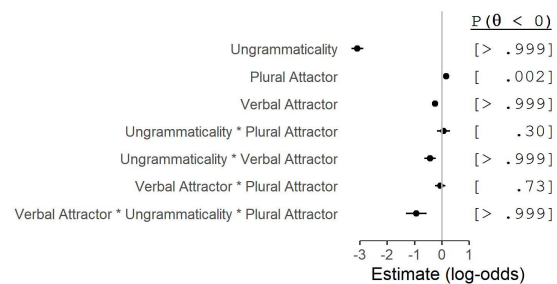 P(θ < 0)
Ungrammaticality [> .999]
Plural Attactor [ .002]
Verbal Attractor [> .999]
Ungrammaticality * Plural Attractor [ .30]
Ungrammaticality * Verbal Attractor [> .999]
Verbal Attractor * Plural Attractor [ .73]
Verbal Attractor * Ungrammaticality * Plural Attractor [> .999]
-3 -2 -1 0 1
Estimate (log-odds)